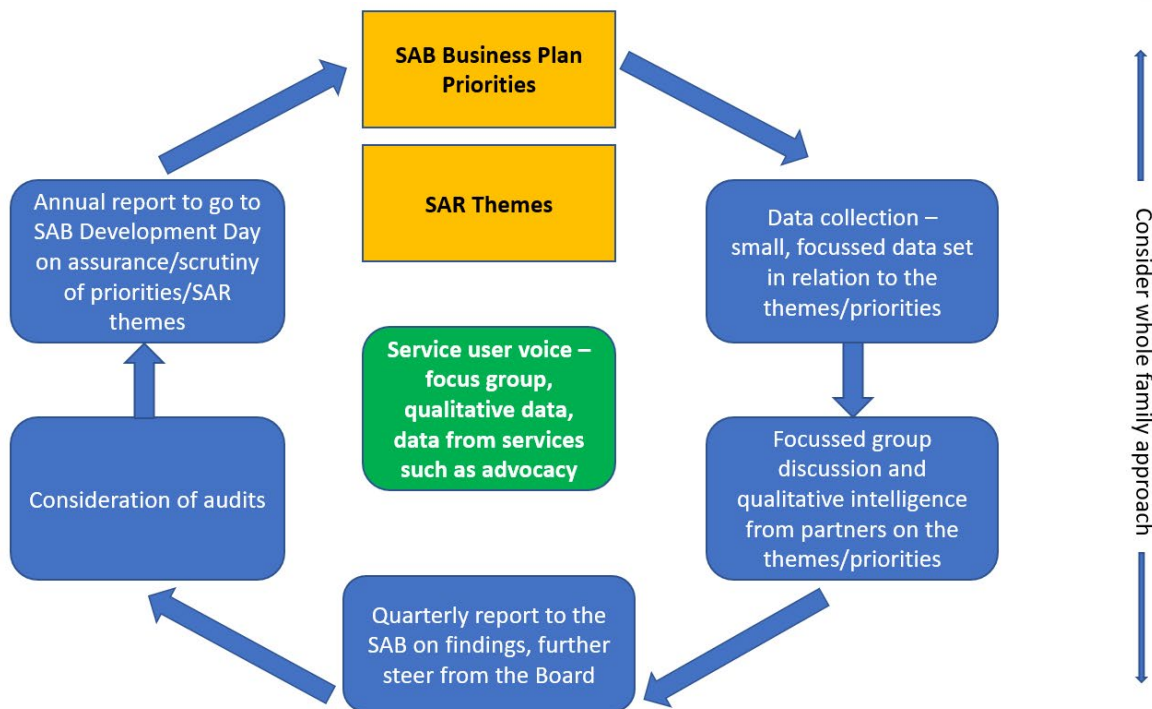 SAB Business Plan
Priorities
SAR Themes
Data collection –
small, focussed data set
in relation to the
themes/priorities
Focussed group
discussion and
qualitative intelligence
from partners on the
themes/priorities
Quarterly report to the
SAB on findings, further
steer from the Board
Consideration of audits
Annual report to go to
SAB Development Day
on assurance/scrutiny
of priorities/SAR
themes
Service user voice –
focus group,
qualitative data,
data from services
such as advocacy
Consider whole family approach